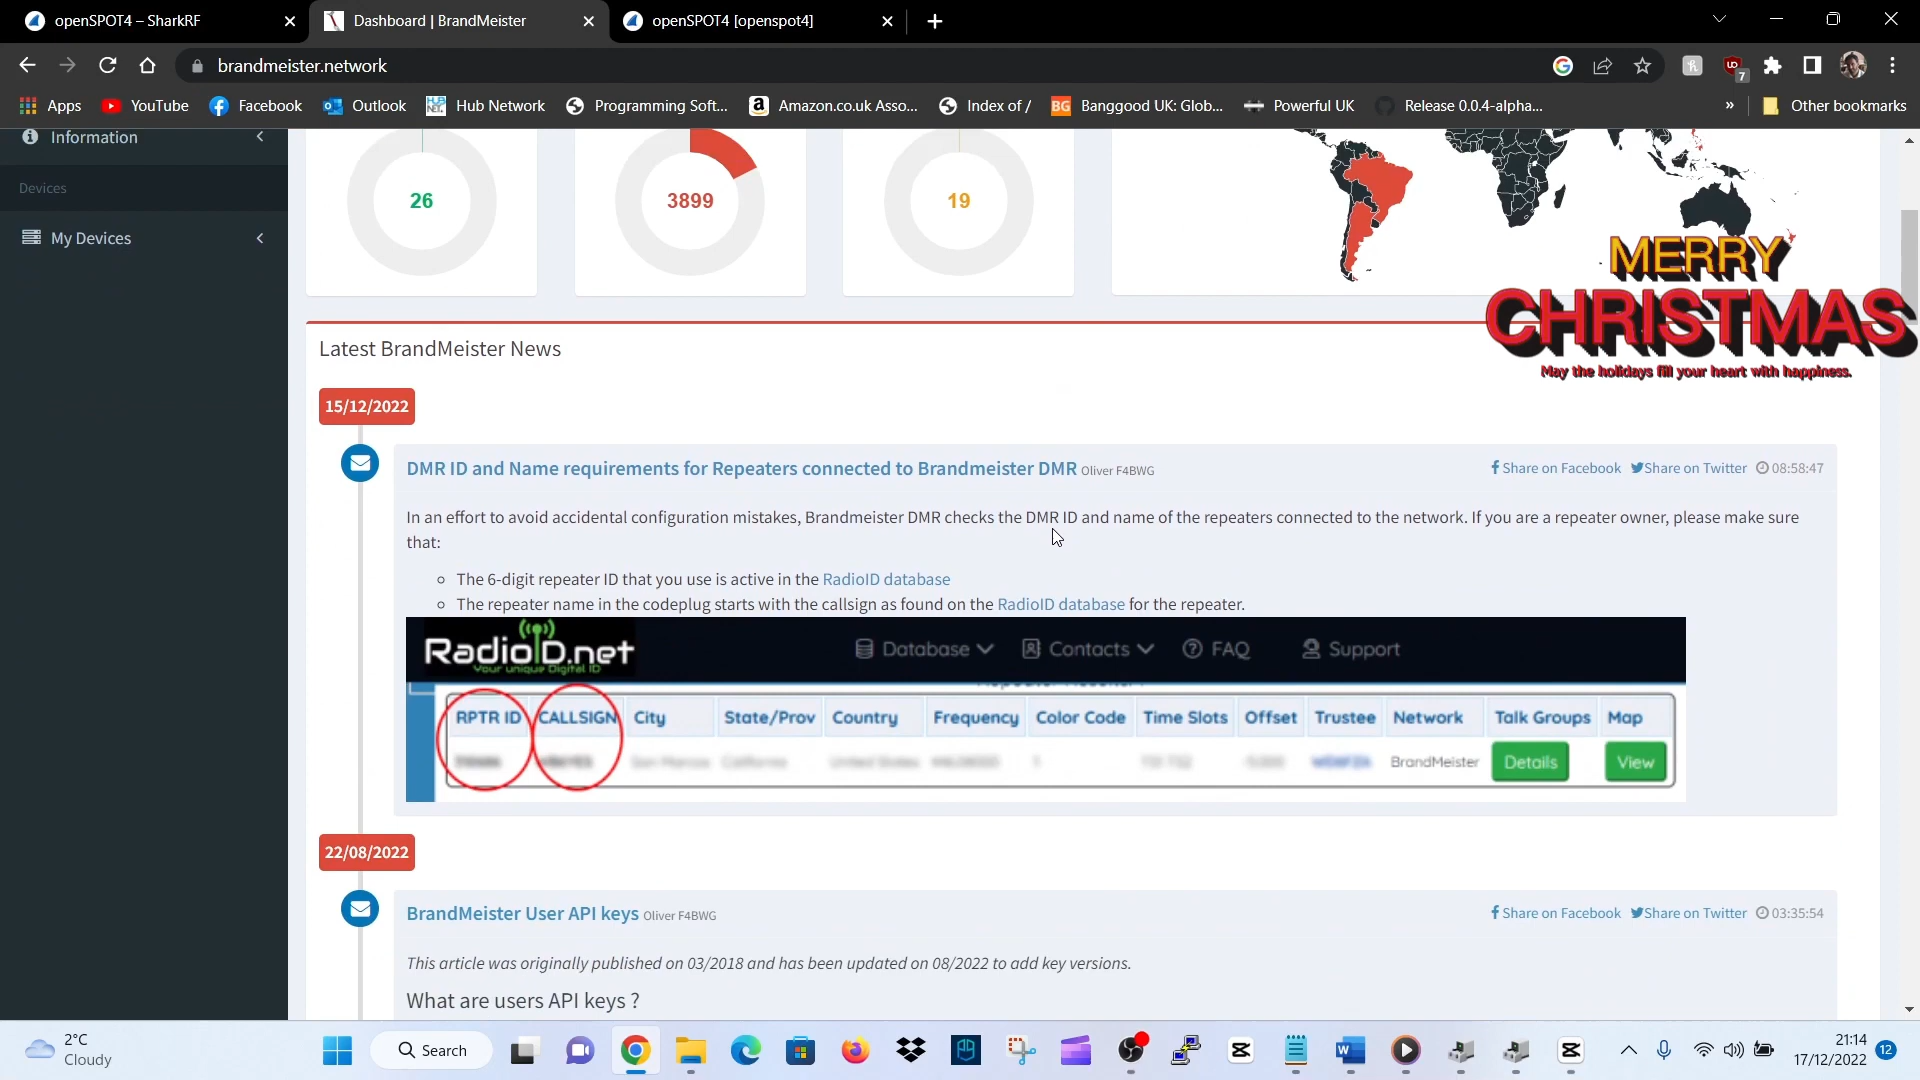 openSPOT4 – SharkRF
Dashboard | BrandMeister
openSPOT4 [openspot4]
brandmeister.network
7
Apps
YouTube
Facebook
Outlook
Hub Network
Programming Soft...
Amazon.co.uk Asso...
Index of /
BG
Banggood UK: Glob...
Powerful UK
Release 0.0.4-alpha...
»
Other bookmarks
Information
Devices
My Devices
26
3899
19
MERRY
CHRISTMAS
May the holidays fill your heart with happiness.
Latest BrandMeister News
15/12/2022
DMR ID and Name requirements for Repeaters connected to Brandmeister DMR Oliver F4BWG
Share on Facebook Share on Twitter 08:58:47
In an effort to avoid accidental configuration mistakes, Brandmeister DMR checks the DMR ID and name of the repeaters connected to the network. If you are a repeater owner, please make sure
that:
The 6-digit repeater ID that you use is active in the RadioID database
The repeater name in the codeplug starts with the callsign as found on the RadioID database for the repeater.
RadioID.net
Your unique Digital ID
Database
Contacts
FAQ
Support
RPTR ID CALLSIGN City State/Prov Country Frequency Color Code Time Slots Offset Trustee Network Talk Groups Map
BrandMeister Details View
22/08/2022
BrandMeister User API keys Oliver F4BWG
Share on Facebook Share on Twitter 03:35:54
This article was originally published on 03/2018 and has been updated on 08/2022 to add key versions.
What are users API keys ?
2°C
Cloudy
Search
21:14
17/12/2022
12